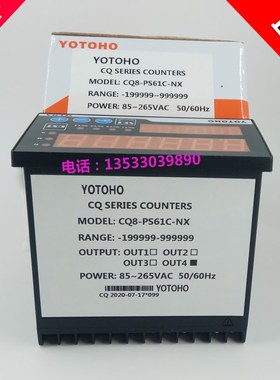 YOTOHO
YOTOHO
CQ SERIES COUNTERS
MODEL: CQ8-PS61C-NX
RANGE: -199999~999999
POWER: 85~265VAC 50/60Hz
YOTOHO
电话:13533039890
YOTOHO
CQ SERIES COUNTERS
MODEL: CQ8-PS61C-NX
RANGE: -199999-999999
OUTPUT: OUT1□ OUT2□
OUT3□ OUT4■
POWER: 85~265VAC 50/60Hz
CQ 2020-07-17*099 YOTOHO